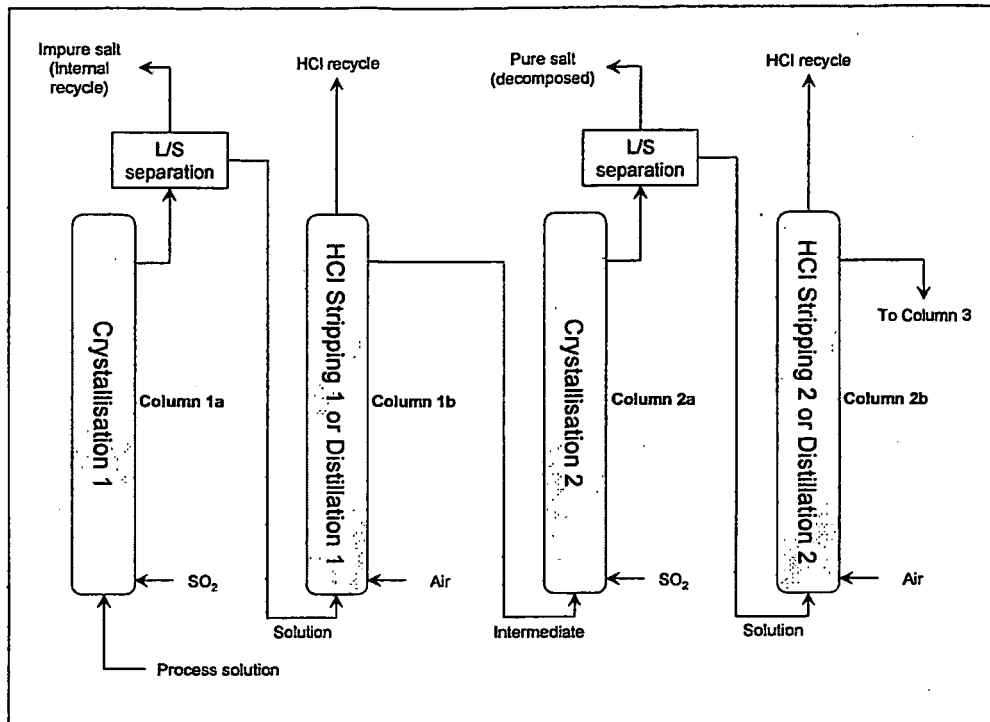 Impure salt
(Internal
recycle)
HCl recycle
Pure salt
(decomposed)
HCl recycle
L/S
separation
L/S
separation
Crystallisation 1
Column 1a
HCl Stripping 1 or Distillation 1
Column 1b
Crystallisation 2
Column 2a
HCl Stripping 2 or Distillation 2
Column 2b
To Column 3
SO₂
Air
SO₂
Air
Solution
Intermediate
Solution
Process solution